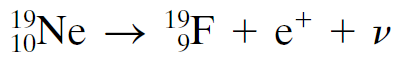 ¹⁹₁₀Ne → ¹⁹₉F + e⁺ + ν